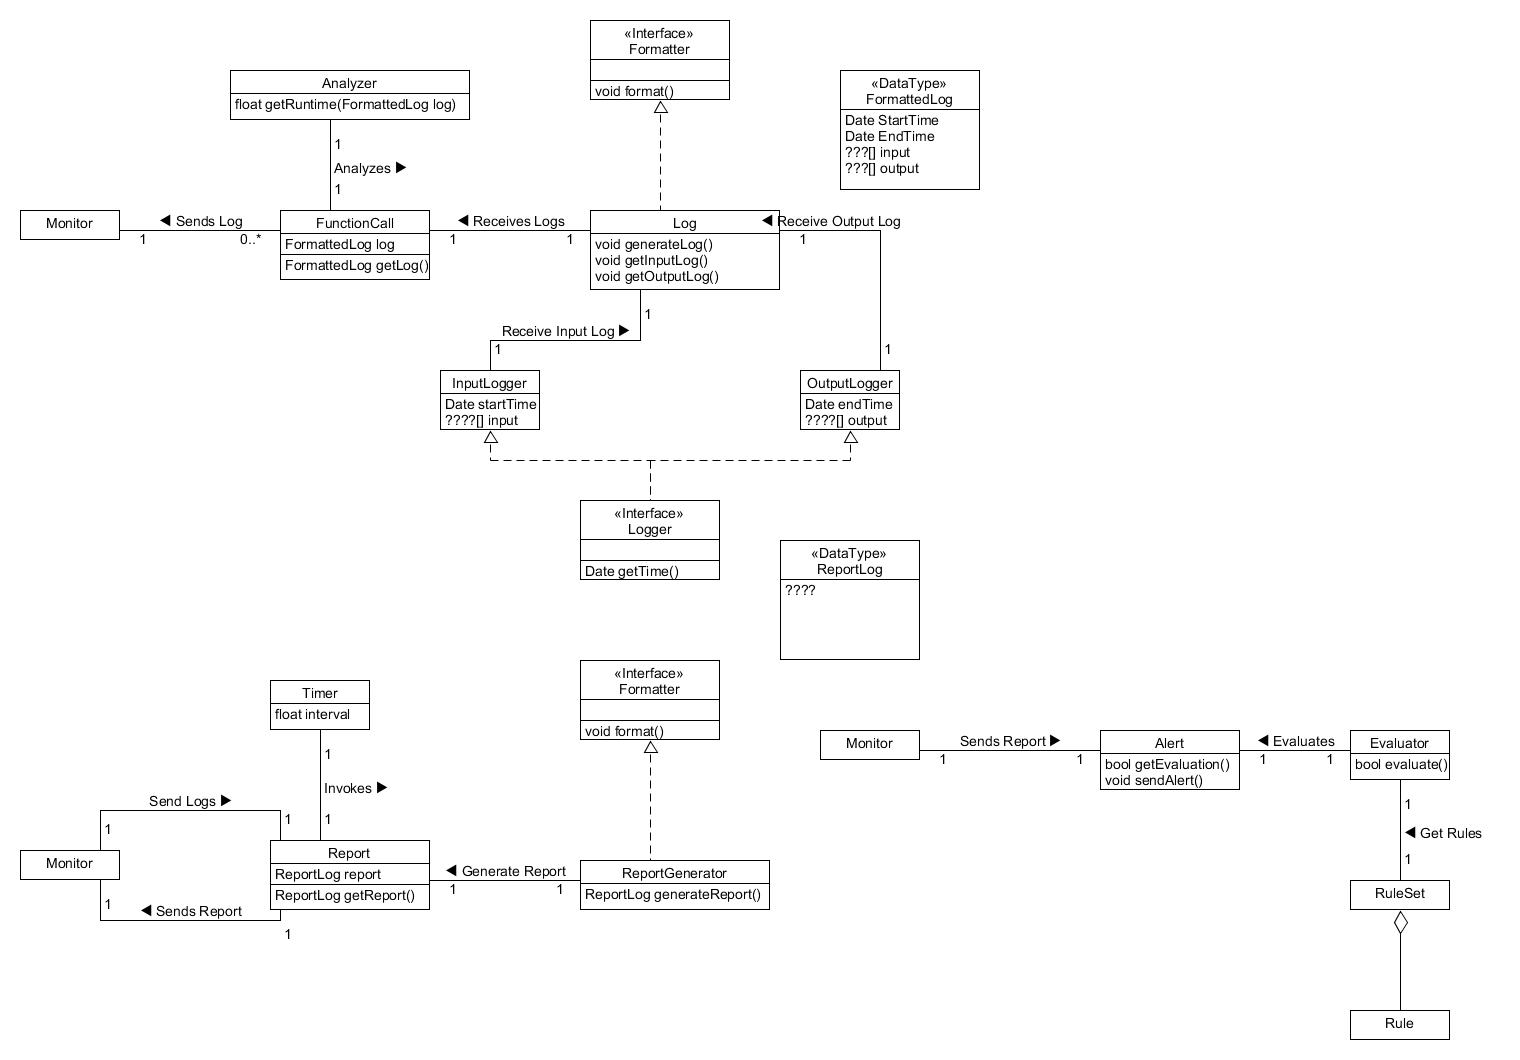 «Interface»
Formatter
void format()
Analyzer
float getRuntime(FormattedLog log)
«DataType»
FormattedLog
Date StartTime
Date EndTime
???[] input
???[] output
1
Analyzes ▶
1
Monitor
◀ Sends Log
1
0..*
FunctionCall
FormattedLog log
FormattedLog getLog()
◀ Receives Logs
1
1
Log
void generateLog()
void getInputLog()
void getOutputLog()
◀ Receive Output Log
1
1
1
Receive Input Log ▶
1
InputLogger
Date startTime
????[] input
OutputLogger
Date endTime
????[] output
«Interface»
Logger
Date getTime()
«DataType»
ReportLog
????
«Interface»
Formatter
void format()
Timer
float interval
1
Invokes ▶
1
Send Logs ▶
1
1
Monitor
1
◀ Sends Report
1
Report
ReportLog report
ReportLog getReport()
◀ Generate Report
1
1
ReportGenerator
ReportLog generateReport()
Monitor
Sends Report ▶
1
1
Alert
bool getEvaluation()
void sendAlert()
◀ Evaluates
1
1
Evaluator
bool evaluate()
1
◀ Get Rules
1
RuleSet
Rule